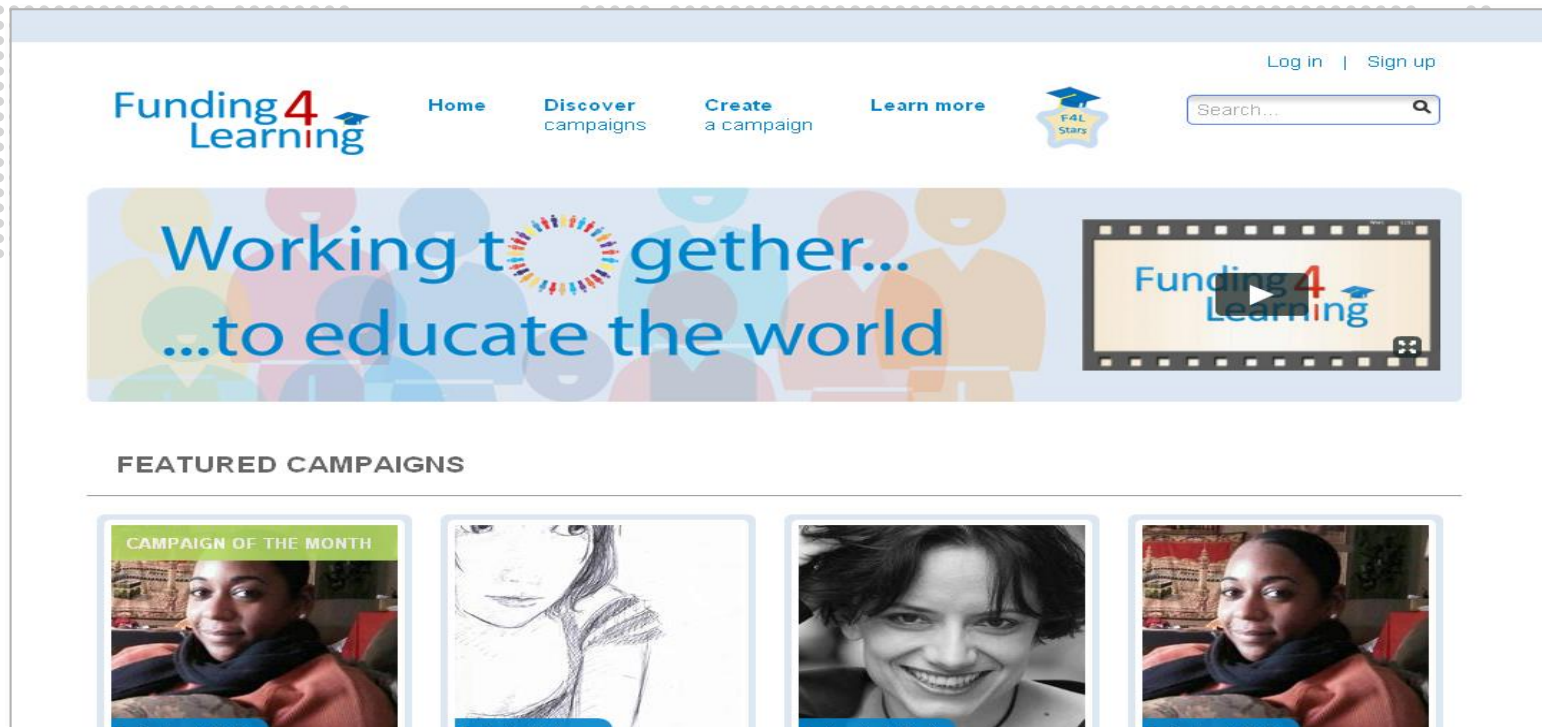 Log in | Sign up
Funding 4
Learning
Home
Discover
campaigns
Create
a campaign
Learn more
F4L
Stars
Search...
Working together...
...to educate the world
Funding 4
Learning
FEATURED CAMPAIGNS
CAMPAIGN OF THE MONTH